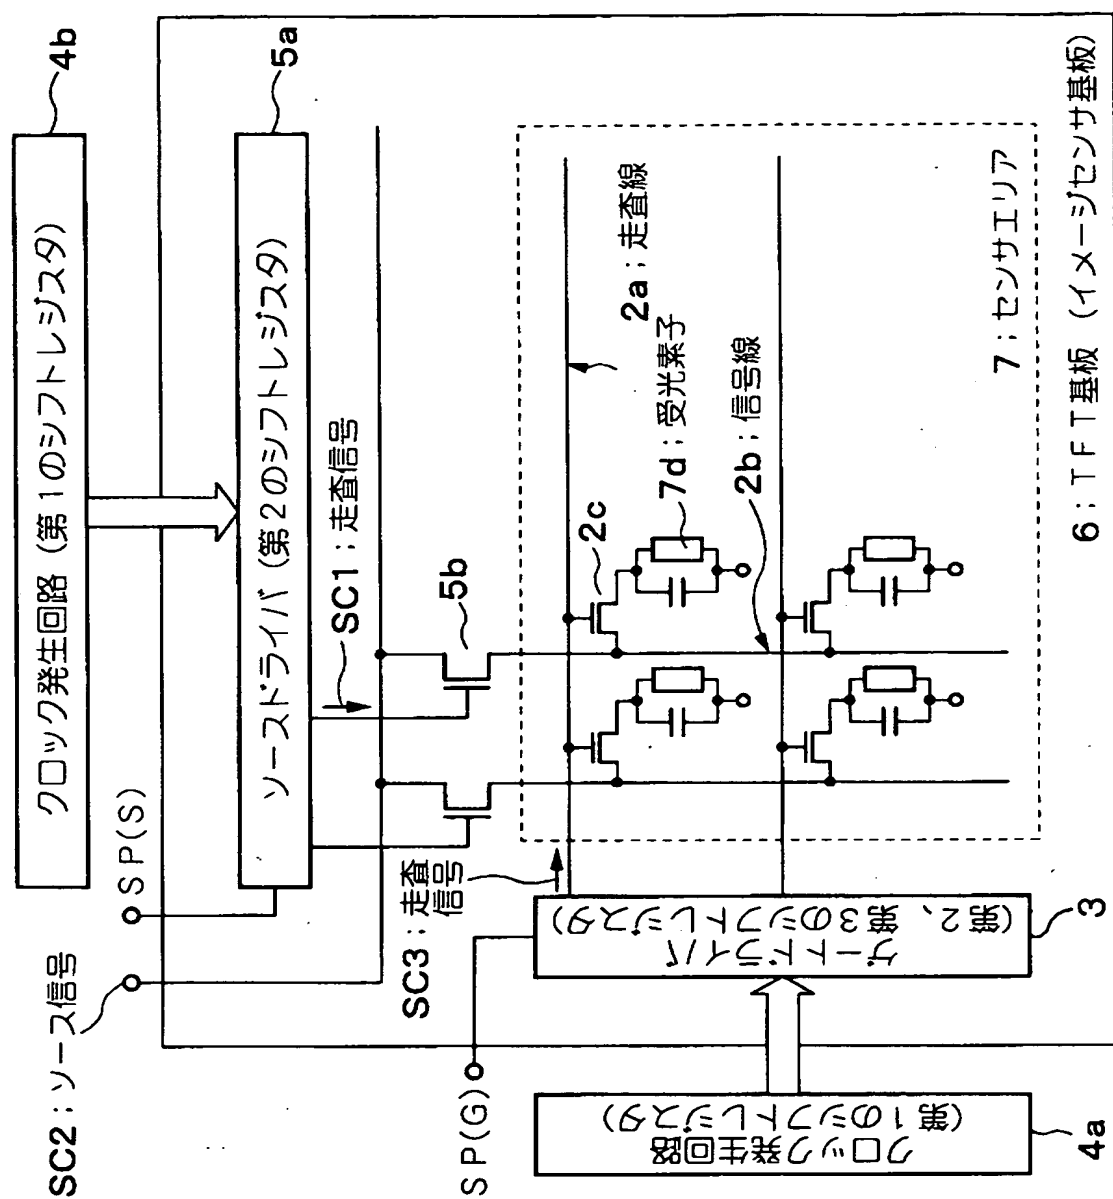 クロック発生回路（第1のシフトレジスタ）
4b
SP(S)
ソースドライバ（第2のシフトレジスタ）
5a
SC2：ソース信号
SC1；走査信号
5b
SC3：走査
信号
SP(G)
2a；走査線
2c
7d；受光素子
2b；信号線
7；センサエリア
6：TFT基板（イメージセンサ基板）
ゲートドライバ
（第2、第3のシフトレジスタ）
3
クロック発生回路
（第1のシフトレジスタ）
4a